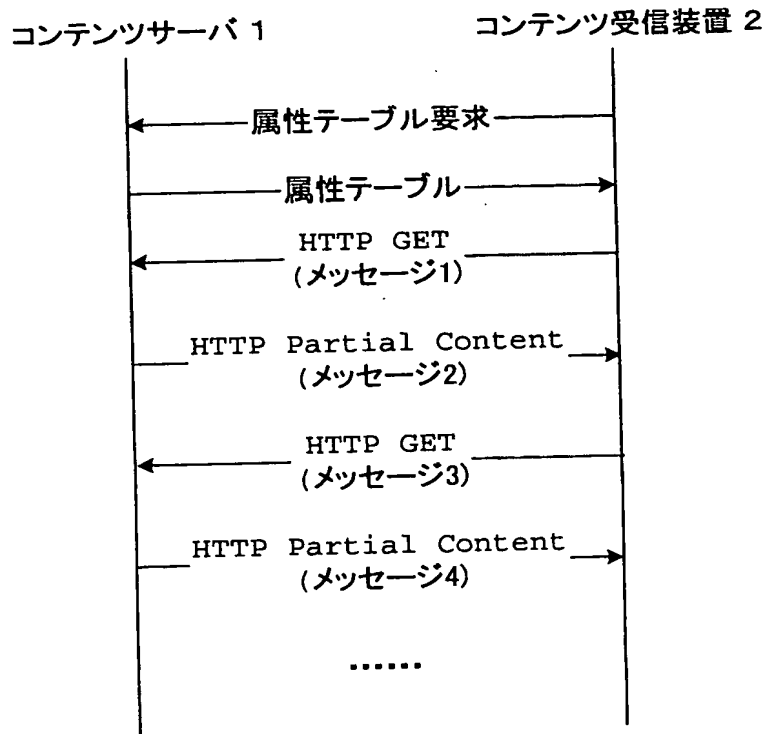 コンテンツサーバ 1
コンテンツ受信装置 2
属性テーブル要求
属性テーブル
HTTP GET
(メッセージ1)
HTTP Partial Content
(メッセージ2)
HTTP GET
(メッセージ3)
HTTP Partial Content
(メッセージ4)
......